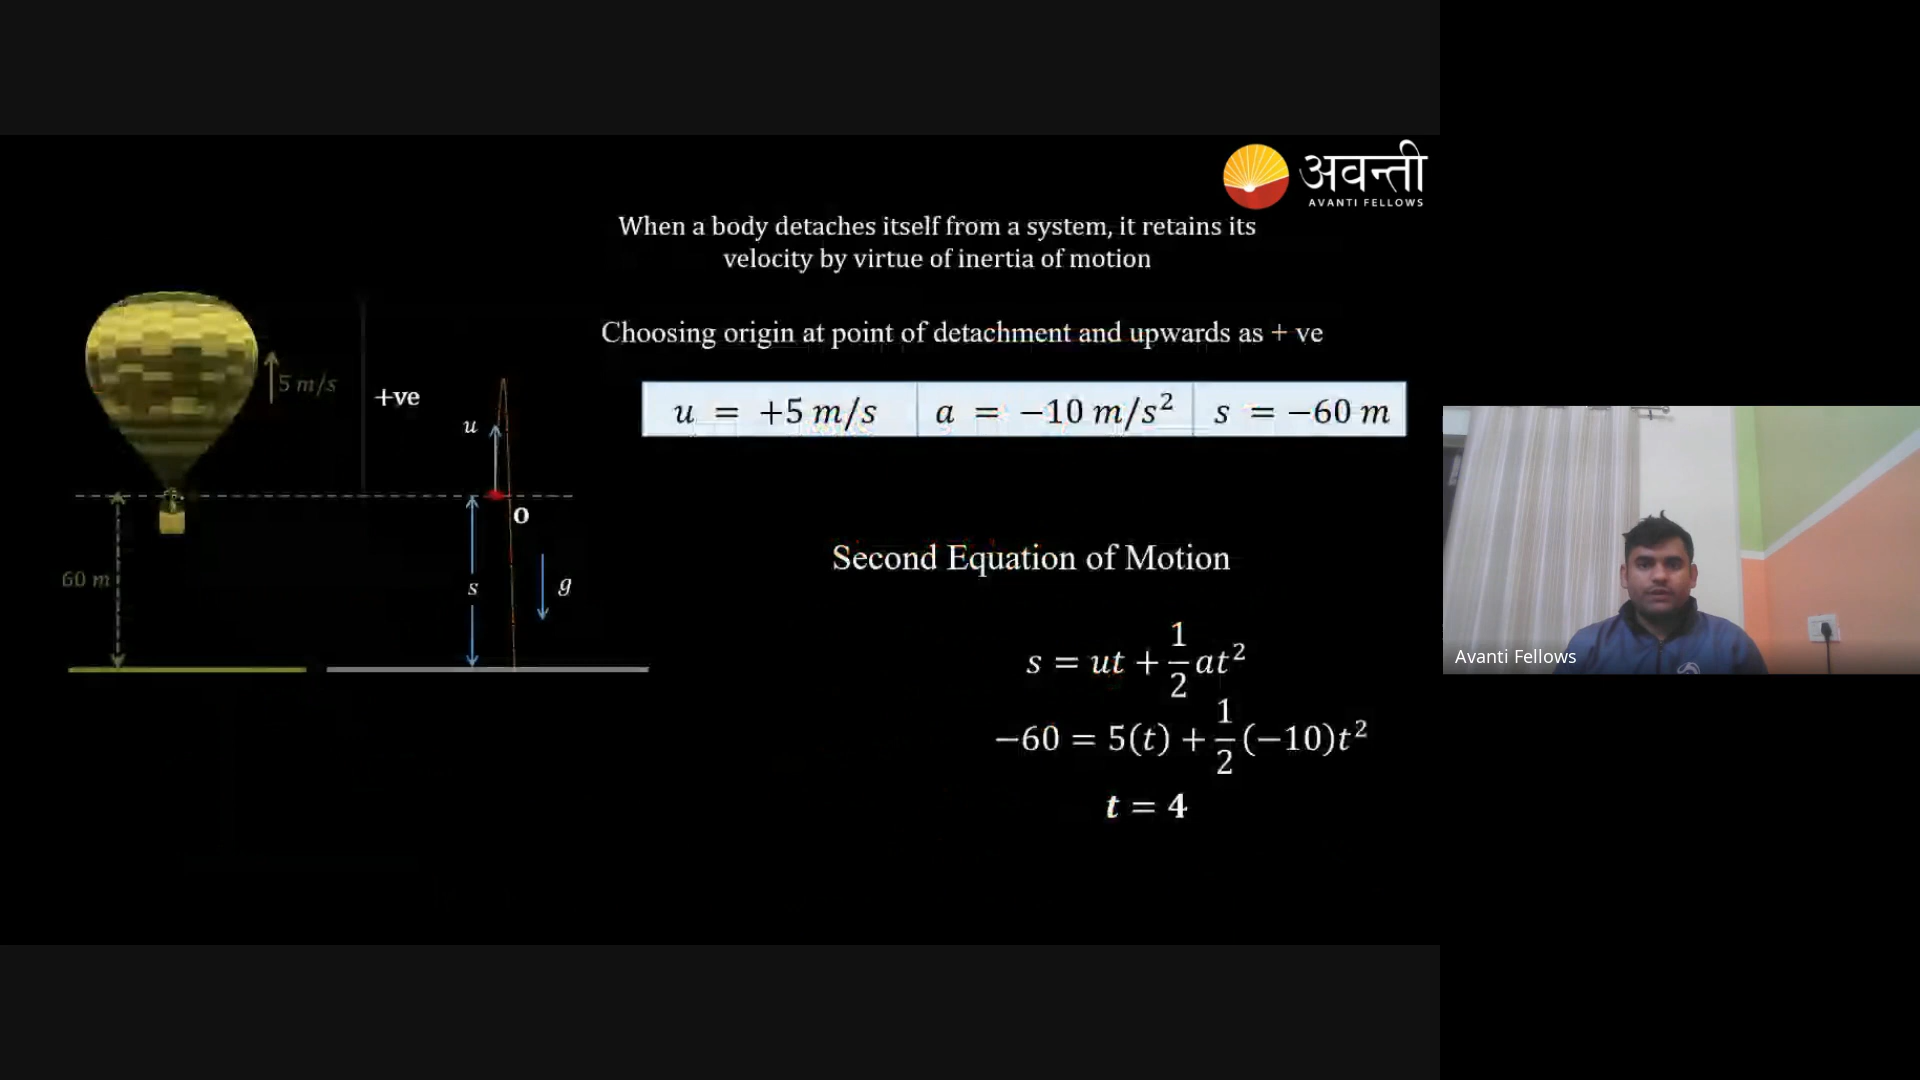 अवन्ती
AVANTI FELLOWS
When a body detaches itself from a system, it retains its
velocity by virtue of inertia of motion
Choosing origin at point of detachment and upwards as + ve
u = +5 m/s a = −10 m/s² s = −60 m
5 m/s
+ve
u
O
60 m
s
g
Second Equation of Motion
s = ut + 1/2 at²
−60 = 5(t) + 1/2 (−10)t²
t = 4
Avanti Fellows